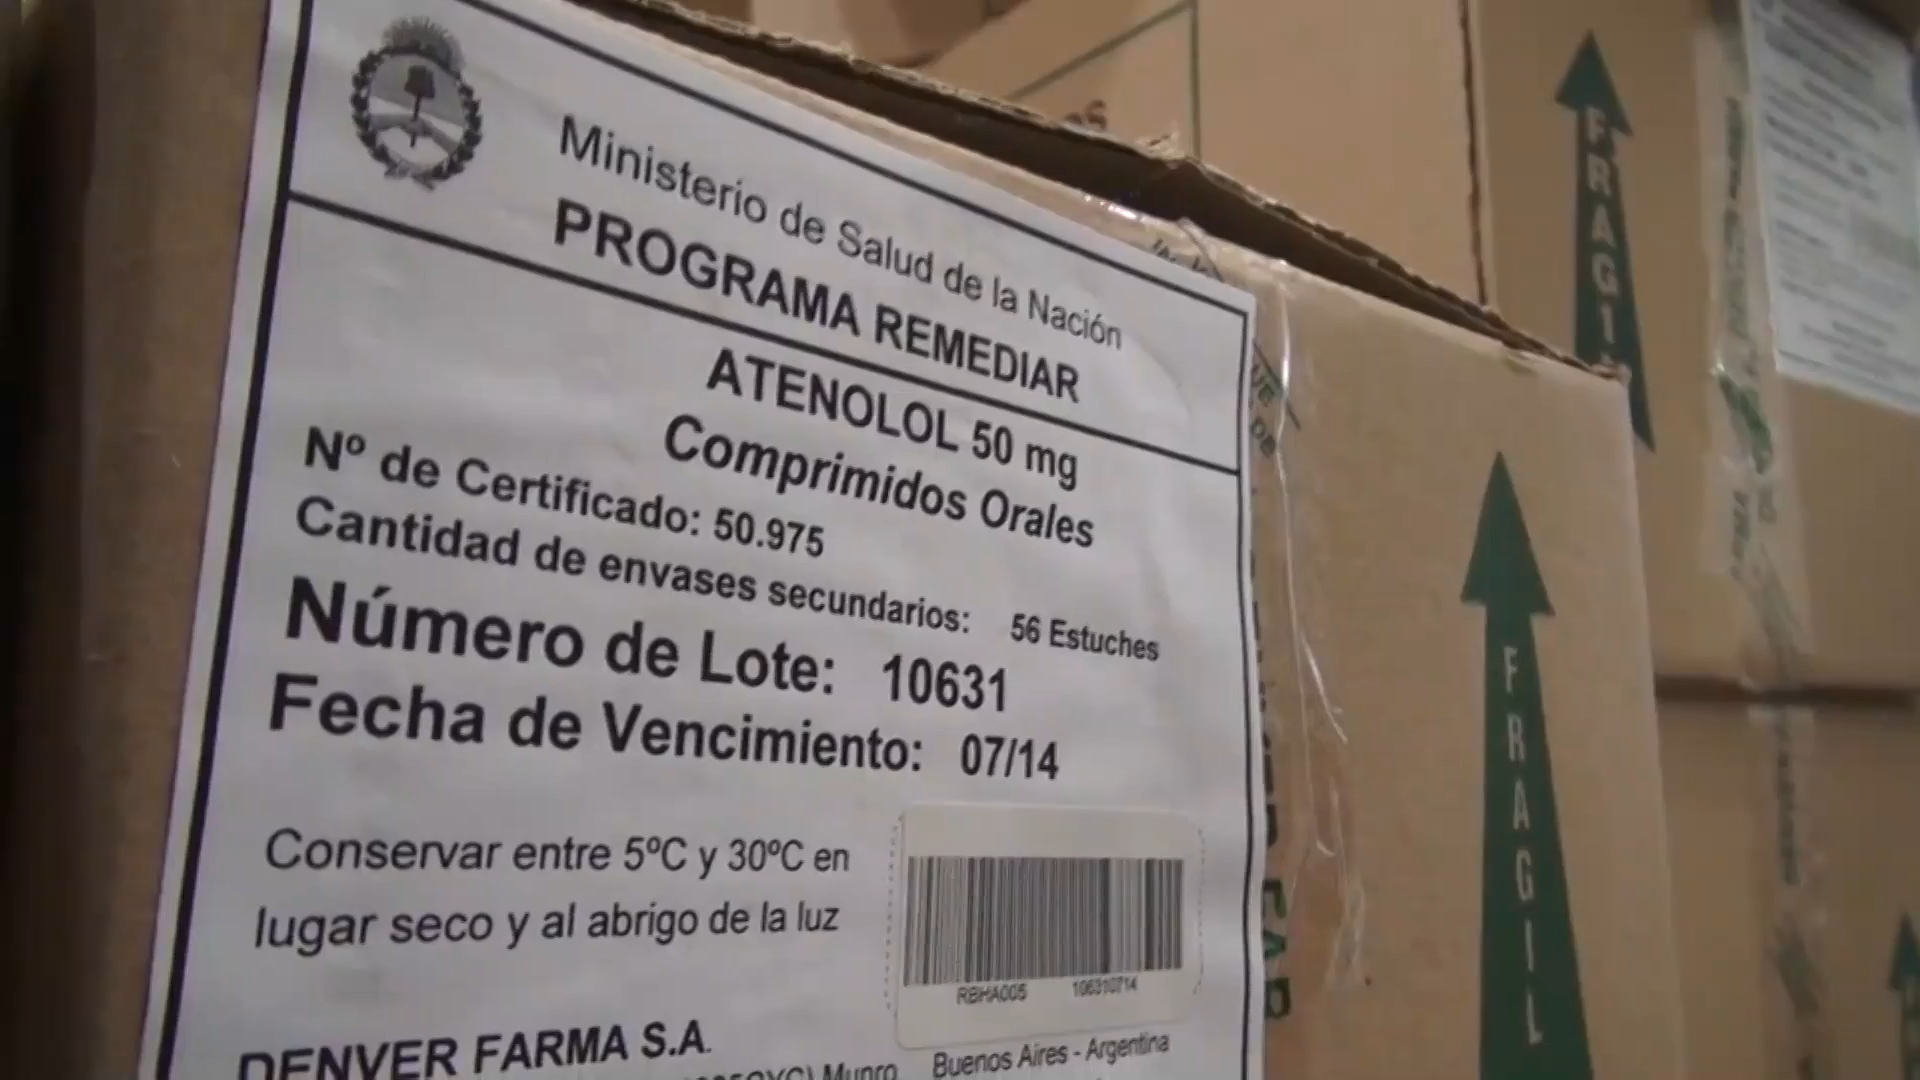 Ministerio de Salud de la Nación
PROGRAMA REMEDIAR
ATENOLOL 50 mg
Comprimidos Orales
Nº de Certificado: 50.975
Cantidad de envases secundarios: 56 Estuches
Número de Lote: 10631
Fecha de Vencimiento: 07/14
Conservar entre 5ºC y 30ºC en
lugar seco y al abrigo de la luz
RBHA005 106310714
DENVER FARMA S.A.
Munro
Buenos Aires - Argentina
FRAGIL
FRAGIL